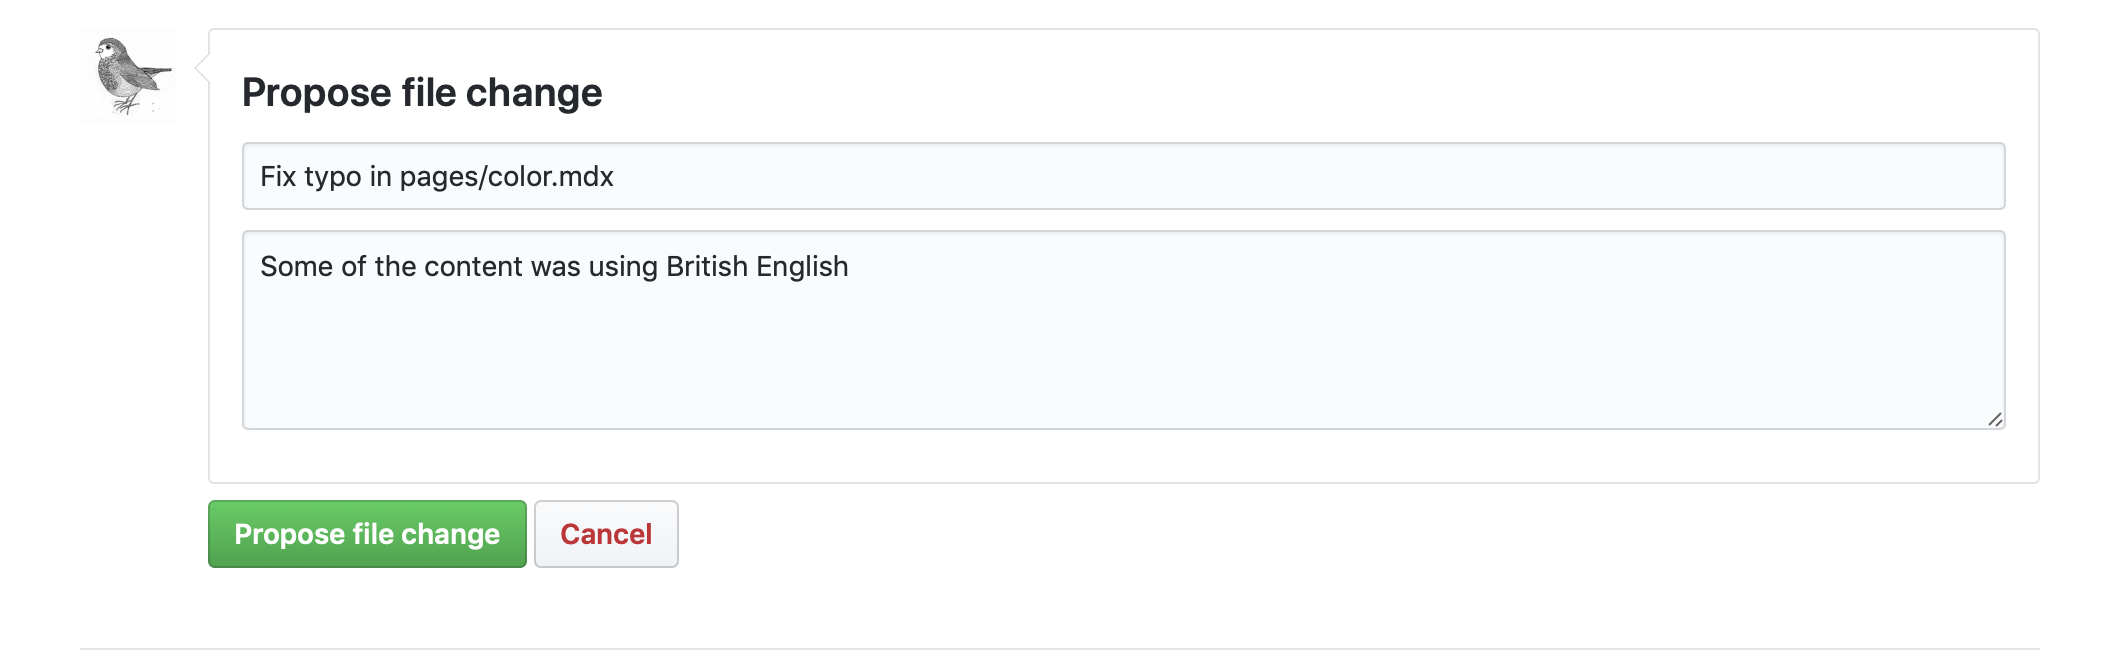 Propose file change
Fix typo in pages/color.mdx
Some of the content was using British English
Propose file change
Cancel